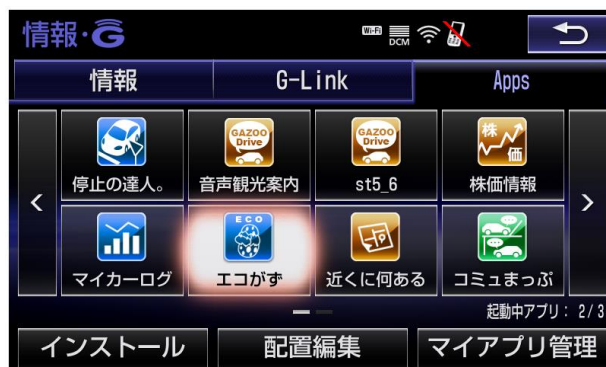 情報・G
Wi-Fi
DCM
情報
G-Link
Apps
GAZOO
Drive
GAZOO
Drive
株
価
停止の達人。
音声観光案内
st5_6
株価情報
ECO
P
マイカーログ
エコがず
近くに何ある
コミュまっぷ
起動中アプリ： 2/3
インストール
配置編集
マイアプリ管理